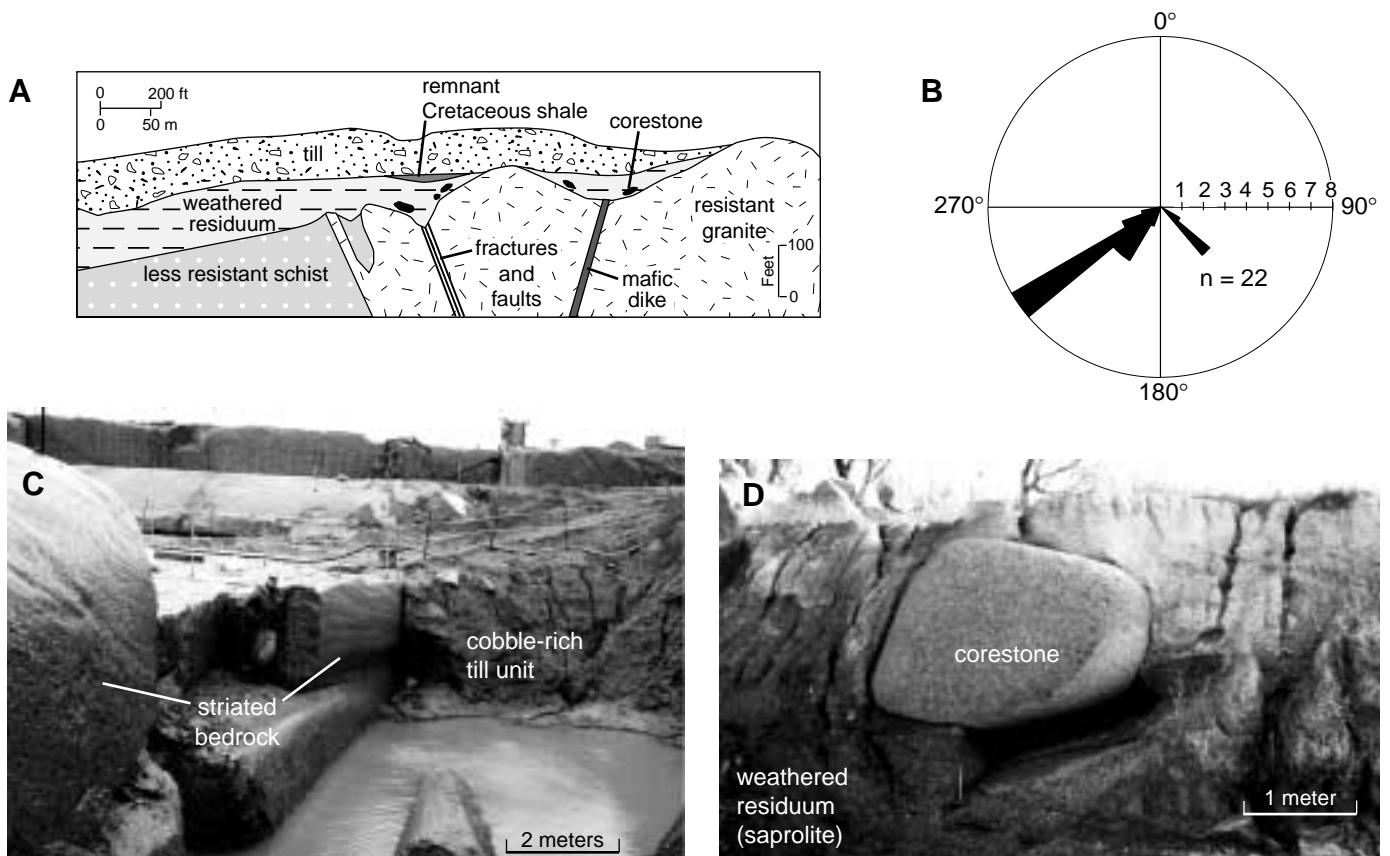 A
0 200 ft
0 50 m
remnant
Cretaceous shale
corestone
till
weathered
residuum
resistant
granite
less resistant schist
fractures
and
faults
mafic
dike
Feet
100
0
B
0°
270°
1 2 3 4 5 6 7 8
90°
n = 22
180°
C
cobble-rich
till unit
striated
bedrock
2 meters
D
corestone
weathered
residuum
(saprolite)
1 meter